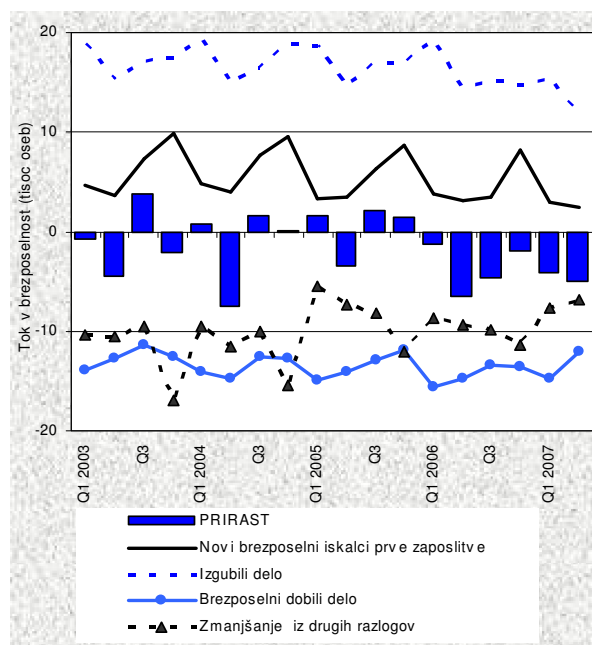 20
10
0
-10
-20
Tok v brezposelnost (tisoc oseb)
Q1 2003
Q3
Q1 2004
Q3
Q1 2005
Q3
Q1 2006
Q3
Q1 2007
PRIRAST
Novi brezposelni iskalci prve zaposlitve
Izgubili delo
Brezposelni dobili delo
Zmanjšanje iz drugih razlogov